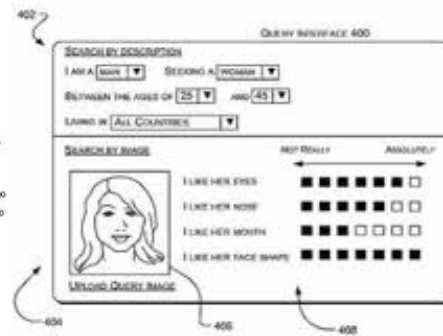 402
QUERY INTERFACE 400
SEARCH BY DESCRIPTION
I AM A MAN SEEKING A WOMAN
BETWEEN THE AGES OF 25 AND 45
LIVING IN ALL COUNTRIES
SEARCH BY IMAGE
NOT REALLY ABSOLUTELY
I LIKE HER EYES
I LIKE HER NOSE
I LIKE HER MOUTH
I LIKE HER FACE SHAPE
UPLOAD QUERY IMAGE
404
406
408